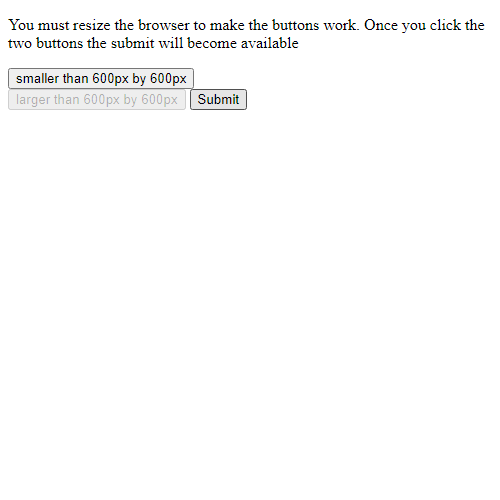 You must resize the browser to make the buttons work. Once you click the
two buttons the submit will become available
smaller than 600px by 600px
larger than 600px by 600px Submit